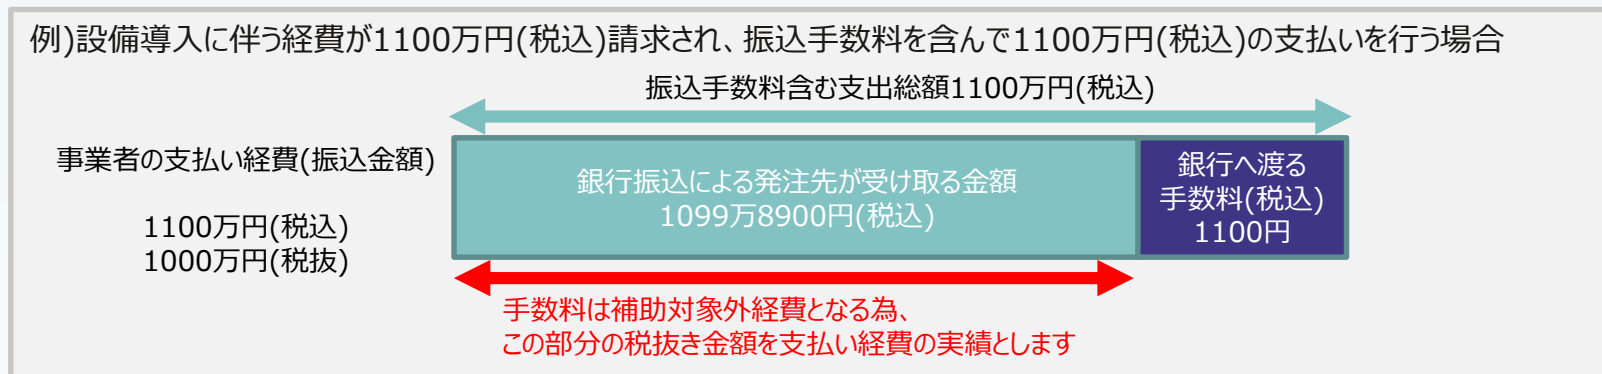 例)設備導入に伴う経費が1100万円(税込)請求され、振込手数料を含んで1100万円(税込)の支払いを行う場合
振込手数料含む支出総額1100万円(税込)
事業者の支払い経費(振込金額)
1100万円(税込)
1000万円(税抜)
銀行振込による発注先が受け取る金額
1099万8900円(税込)
銀行へ渡る
手数料(税込)
1100円
手数料は補助対象外経費となる為、
この部分の税抜き金額を支払い経費の実績とします